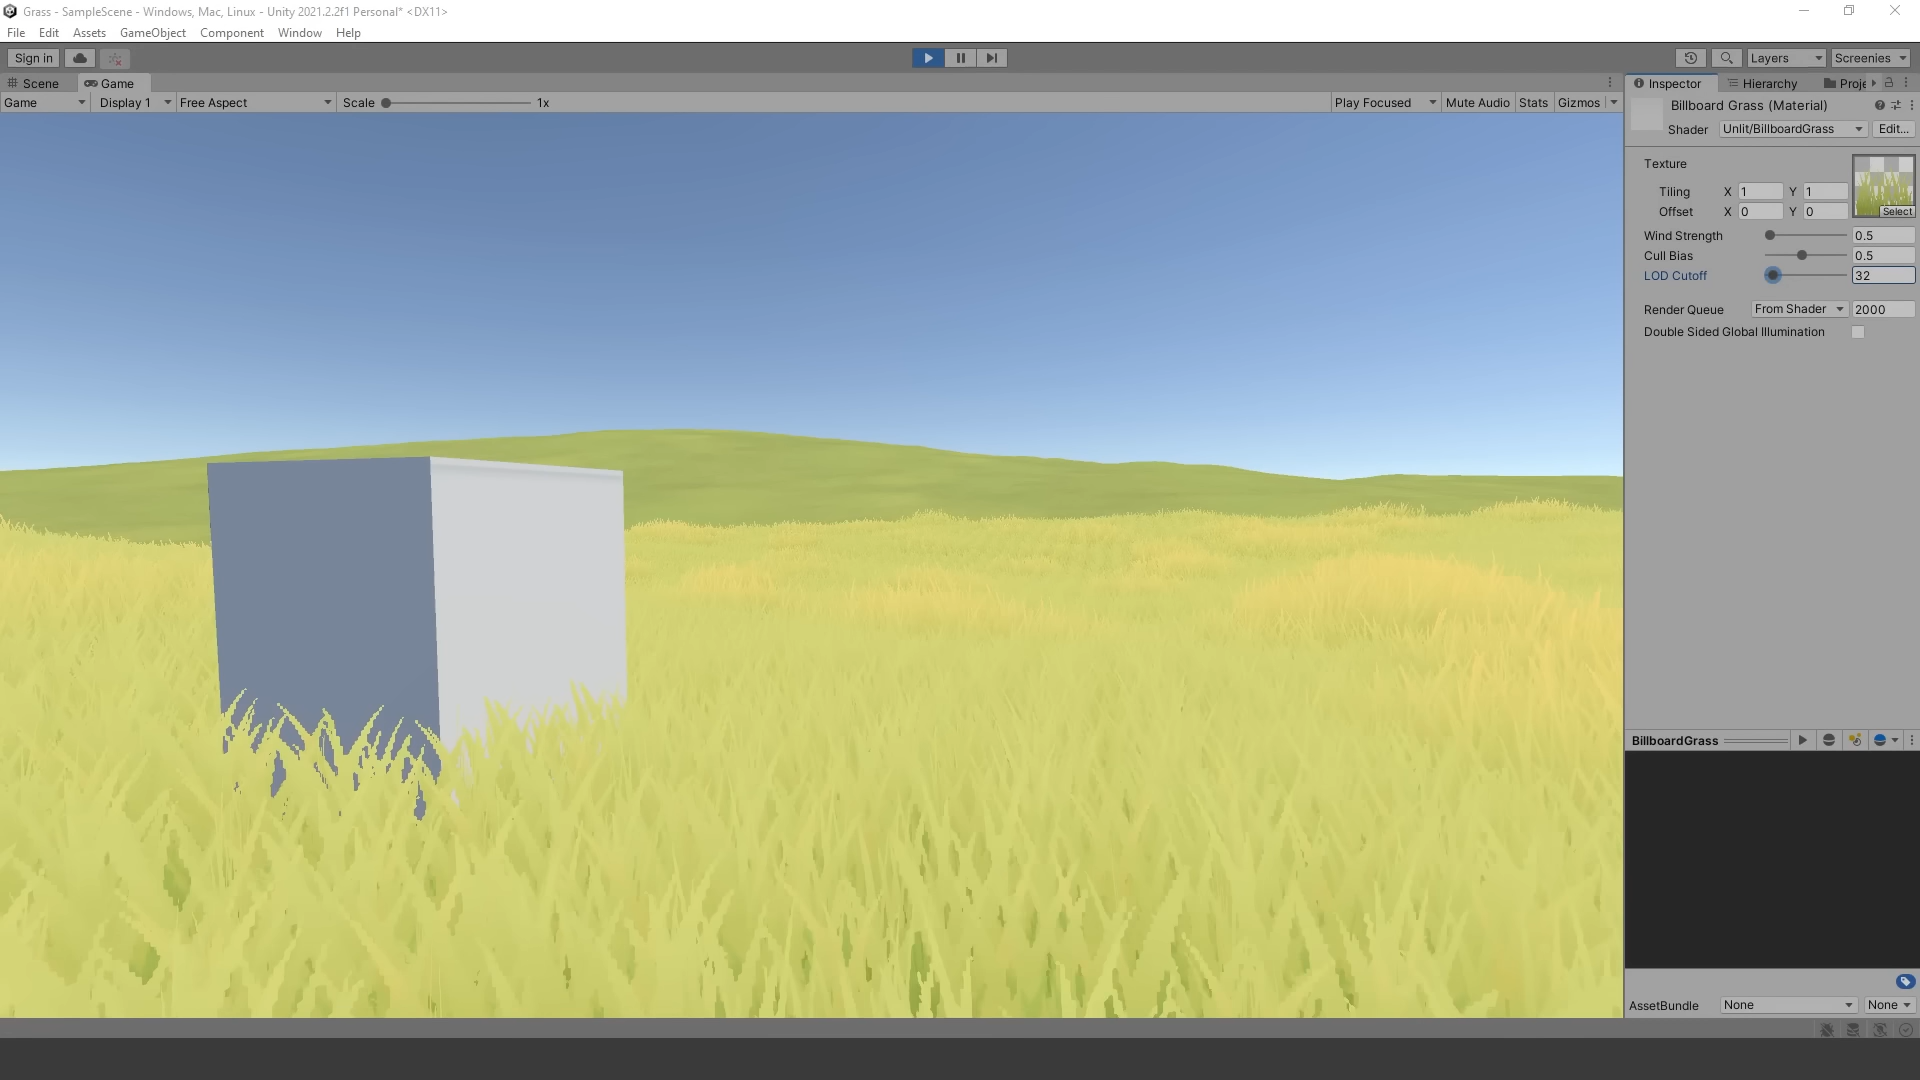 Grass - SampleScene - Windows, Mac, Linux - Unity 2021.2.2f1 Personal* <DX11>
File Edit Assets GameObject Component Window Help
Sign in Layers Screenies
Scene Game Inspector Hierarchy Proje
Game Display 1 Free Aspect Scale 1x Play Focused Mute Audio Stats Gizmos
Billboard Grass (Material)
Shader Unlit/BillboardGrass Edit...
Texture
Tiling X 1 Y 1
Offset X 0 Y 0 Select
Wind Strength 0.5
Cull Bias 0.5
LOD Cutoff 32
Render Queue From Shader 2000
Double Sided Global Illumination
BillboardGrass
AssetBundle None None